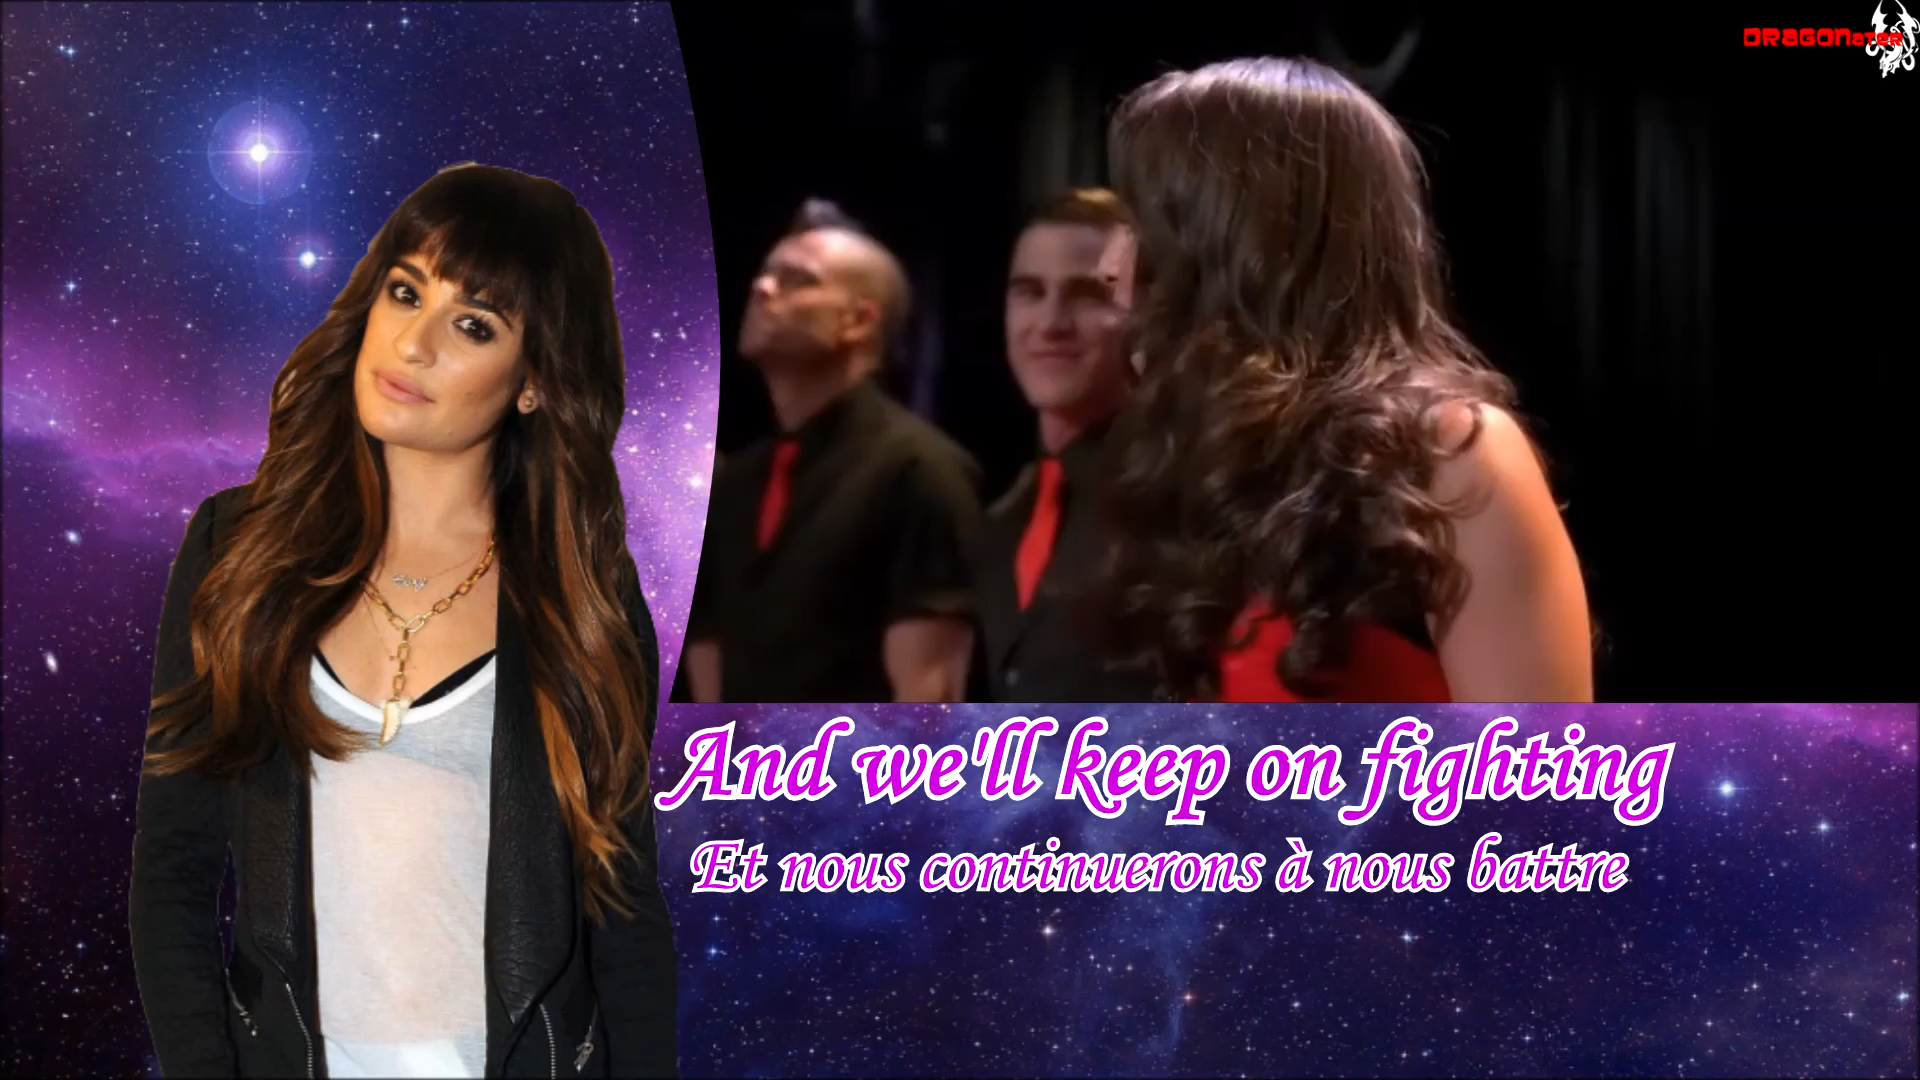 DRAGONater
And we'll keep on fighting
Et nous continuerons à nous battre